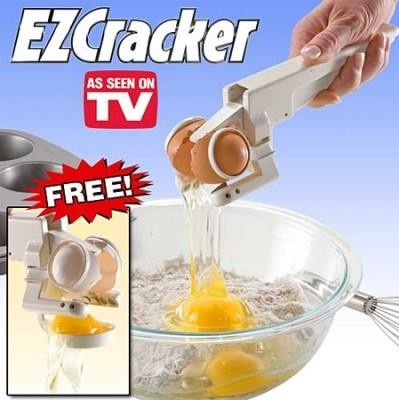 EZCracker
AS SEEN ON
TV
FREE!